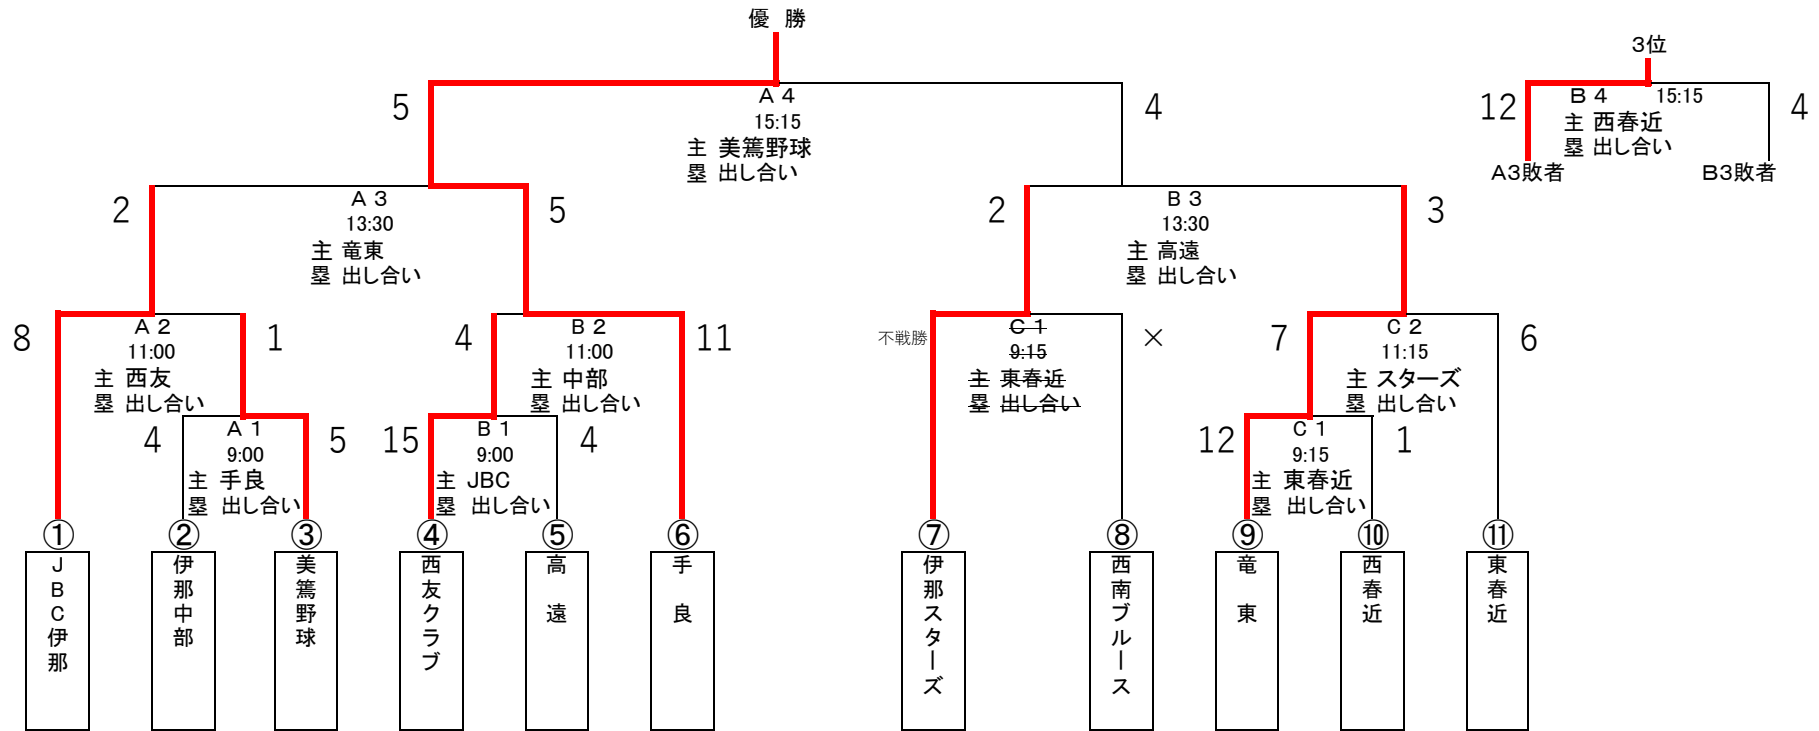 優 勝
3位
5
A 4
15:15
主 美篶野球
塁 出し合い
4
12
B 4 15:15
主 西春近
塁 出し合い
4
A3敗者
B3敗者
2
A 3
13:30
主 竜東
塁 出し合い
5
2
B 3
13:30
主 高遠
塁 出し合い
3
8
A 2
11:00
主 西友
塁 出し合い
1
4
B 2
11:00
主 中部
塁 出し合い
11
不戦勝
C 1
9:15
主 東春近
塁 出し合い
×
7
C 2
11:15
主 スターズ
塁 出し合い
6
4
A 1
9:00
主 手良
塁 出し合い
5
15
B 1
9:00
主 JBC
塁 出し合い
4
12
C 1
9:15
主 東春近
塁 出し合い
1
①
②
③
④
⑤
⑥
⑦
⑧
⑨
⑩
⑪
JBC伊那
伊那中部
美篶野球
西友クラブ
高遠
手良
伊那スターズ
西南ブルース
竜東
西春近
東春近